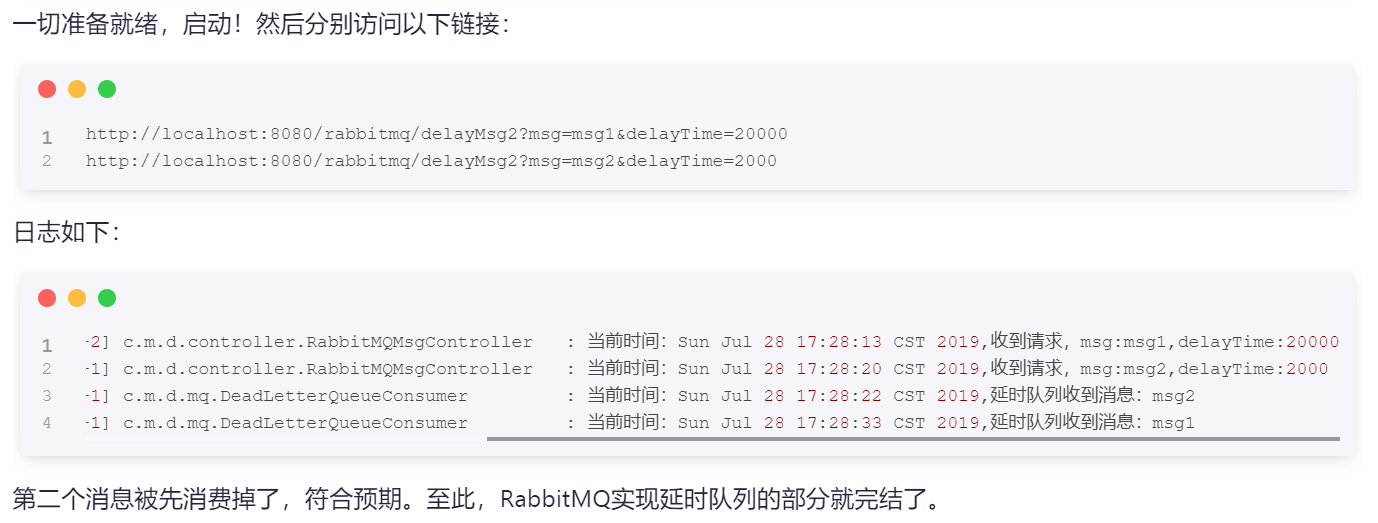 一切准备就绪，启动！然后分别访问以下链接：
1 http://localhost:8080/rabbitmq/delayMsg2?msg=msg1&delayTime=20000
2 http://localhost:8080/rabbitmq/delayMsg2?msg=msg2&delayTime=2000
日志如下：
1 -2] c.m.d.controller.RabbitMQMsgController : 当前时间：Sun Jul 28 17:28:13 CST 2019,收到请求，msg:msg1,delayTime:20000
2 -1] c.m.d.controller.RabbitMQMsgController : 当前时间：Sun Jul 28 17:28:20 CST 2019,收到请求，msg:msg2,delayTime:2000
3 -1] c.m.d.mq.DeadLetterQueueConsumer : 当前时间：Sun Jul 28 17:28:22 CST 2019,延时队列收到消息：msg2
4 -1] c.m.d.mq.DeadLetterQueueConsumer : 当前时间：Sun Jul 28 17:28:33 CST 2019,延时队列收到消息：msg1
第二个消息被先消费掉了，符合预期。至此，RabbitMQ实现延时队列的部分就完结了。